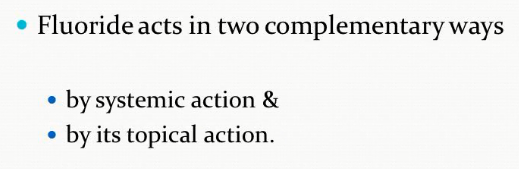 • Fluoride acts in two complementary ways
• by systemic action &
• by its topical action.